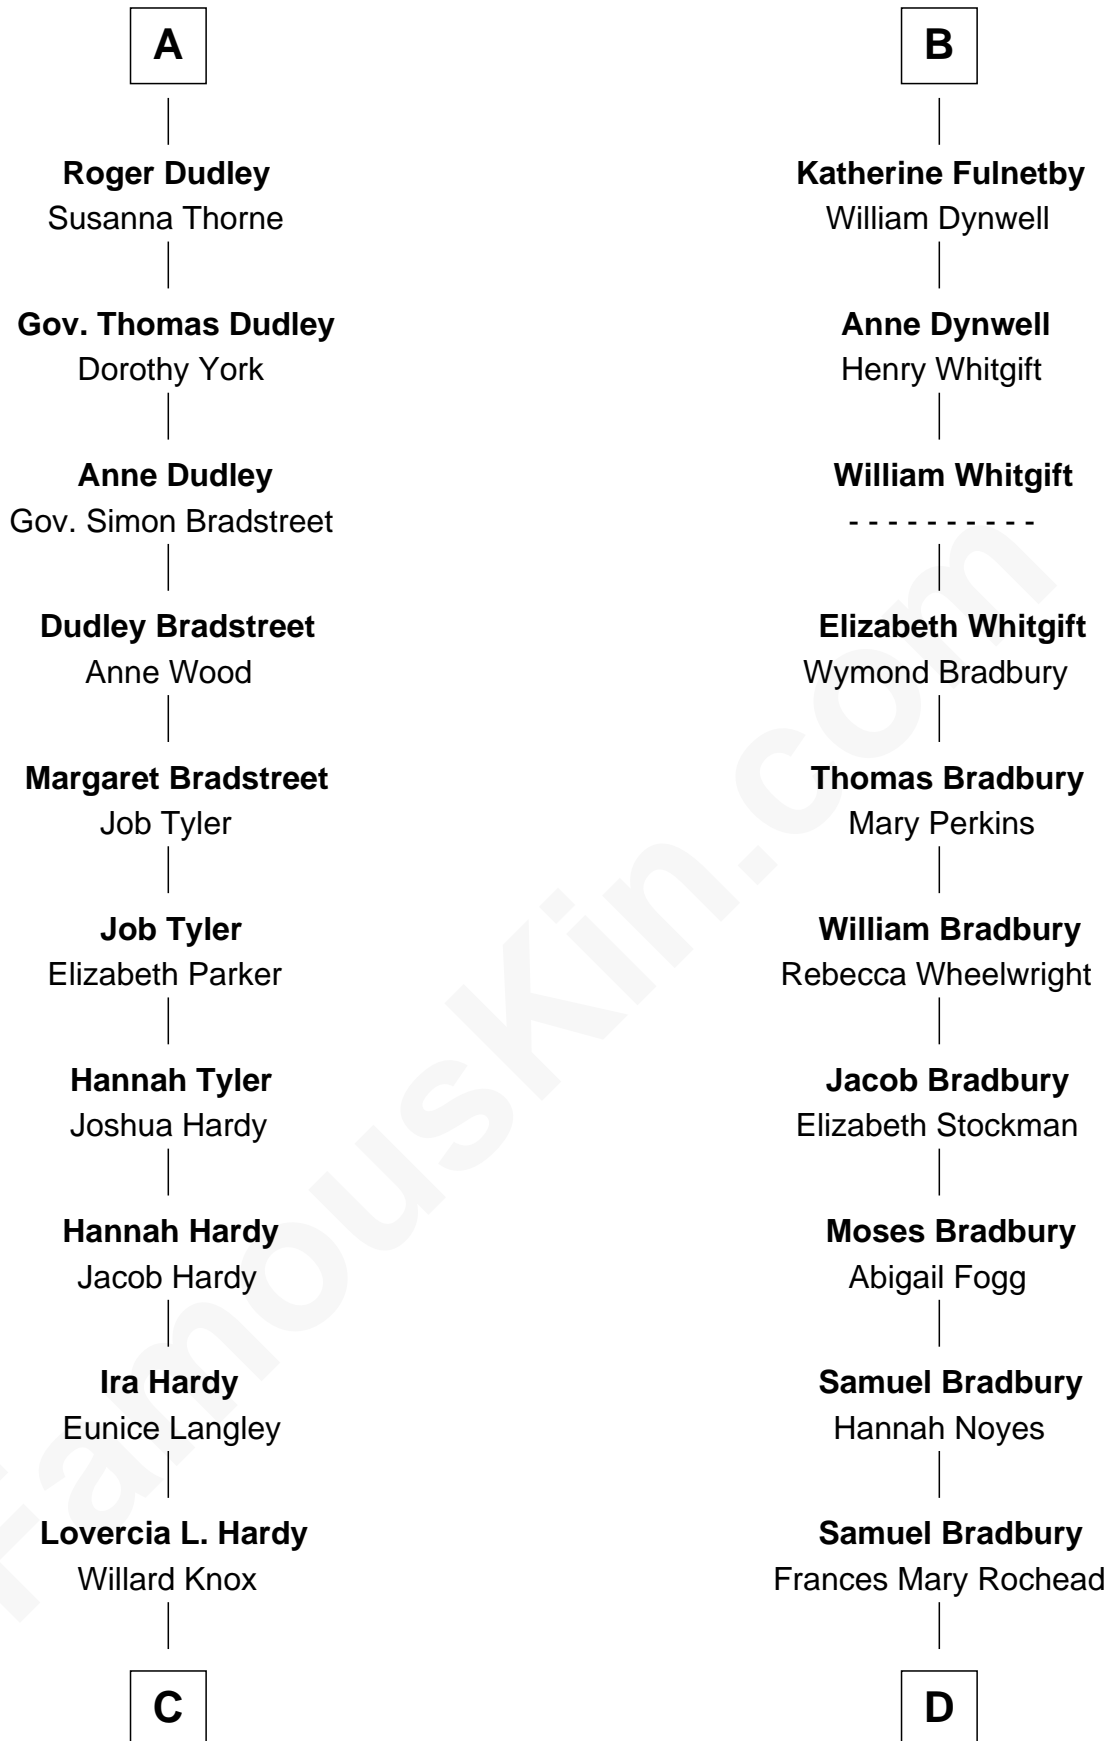 A
Roger Dudley
Susanna Thorne
Gov. Thomas Dudley
Dorothy York
Anne Dudley
Gov. Simon Bradstreet
Dudley Bradstreet
Anne Wood
Margaret Bradstreet
Job Tyler
Job Tyler
Elizabeth Parker
Hannah Tyler
Joshua Hardy
Hannah Hardy
Jacob Hardy
Ira Hardy
Eunice Langley
Lovercia L. Hardy
Willard Knox
C
B
Katherine Fulnetby
William Dynwell
Anne Dynwell
Henry Whitgift
William Whitgift
- - - - - - - - - -
Elizabeth Whitgift
Wymond Bradbury
Thomas Bradbury
Mary Perkins
William Bradbury
Rebecca Wheelwright
Jacob Bradbury
Elizabeth Stockman
Moses Bradbury
Abigail Fogg
Samuel Bradbury
Hannah Noyes
Samuel Bradbury
Frances Mary Rochead
D
FamousKin.com